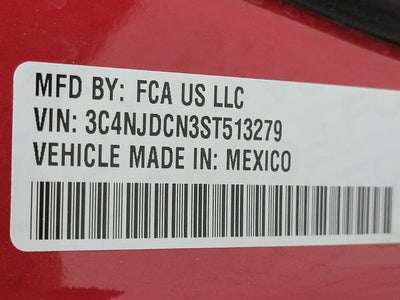 MFD BY: FCA US LLC
VIN: 3C4NJDCN3ST513279
VEHICLE MADE IN: MEXICO